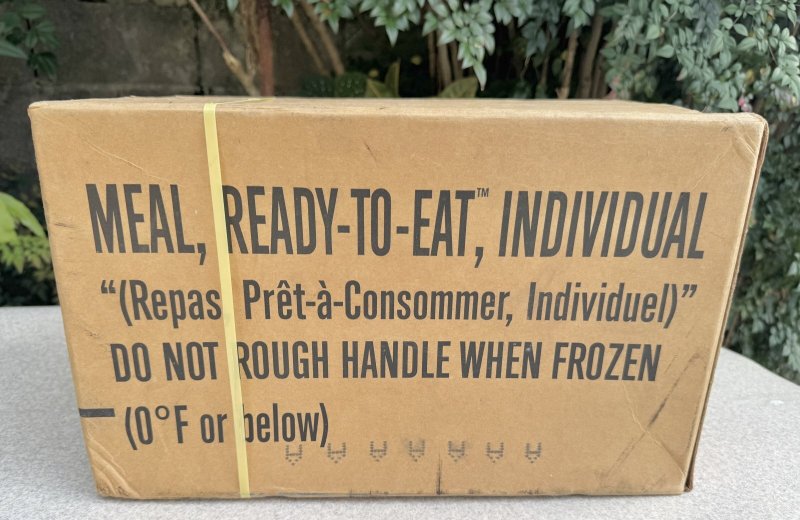 MEAL, READY-TO-EAT™, INDIVIDUAL
“(Repas Prêt-à-Consommer, Individuel)”
DO NOT ROUGH HANDLE WHEN FROZEN
(0°F or below)